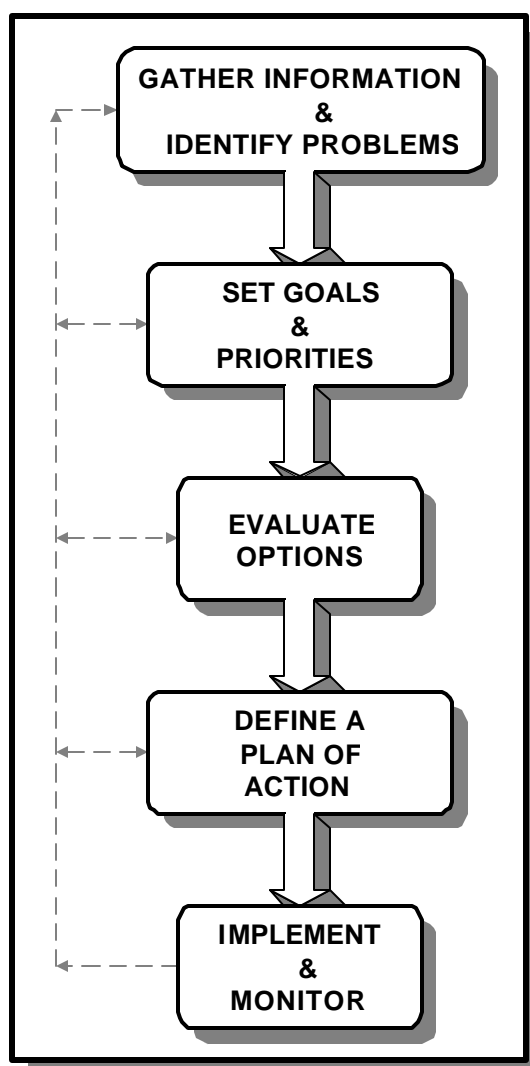 GATHER INFORMATION
&
IDENTIFY PROBLEMS
SET GOALS
&
PRIORITIES
EVALUATE
OPTIONS
DEFINE A
PLAN OF
ACTION
IMPLEMENT
&
MONITOR